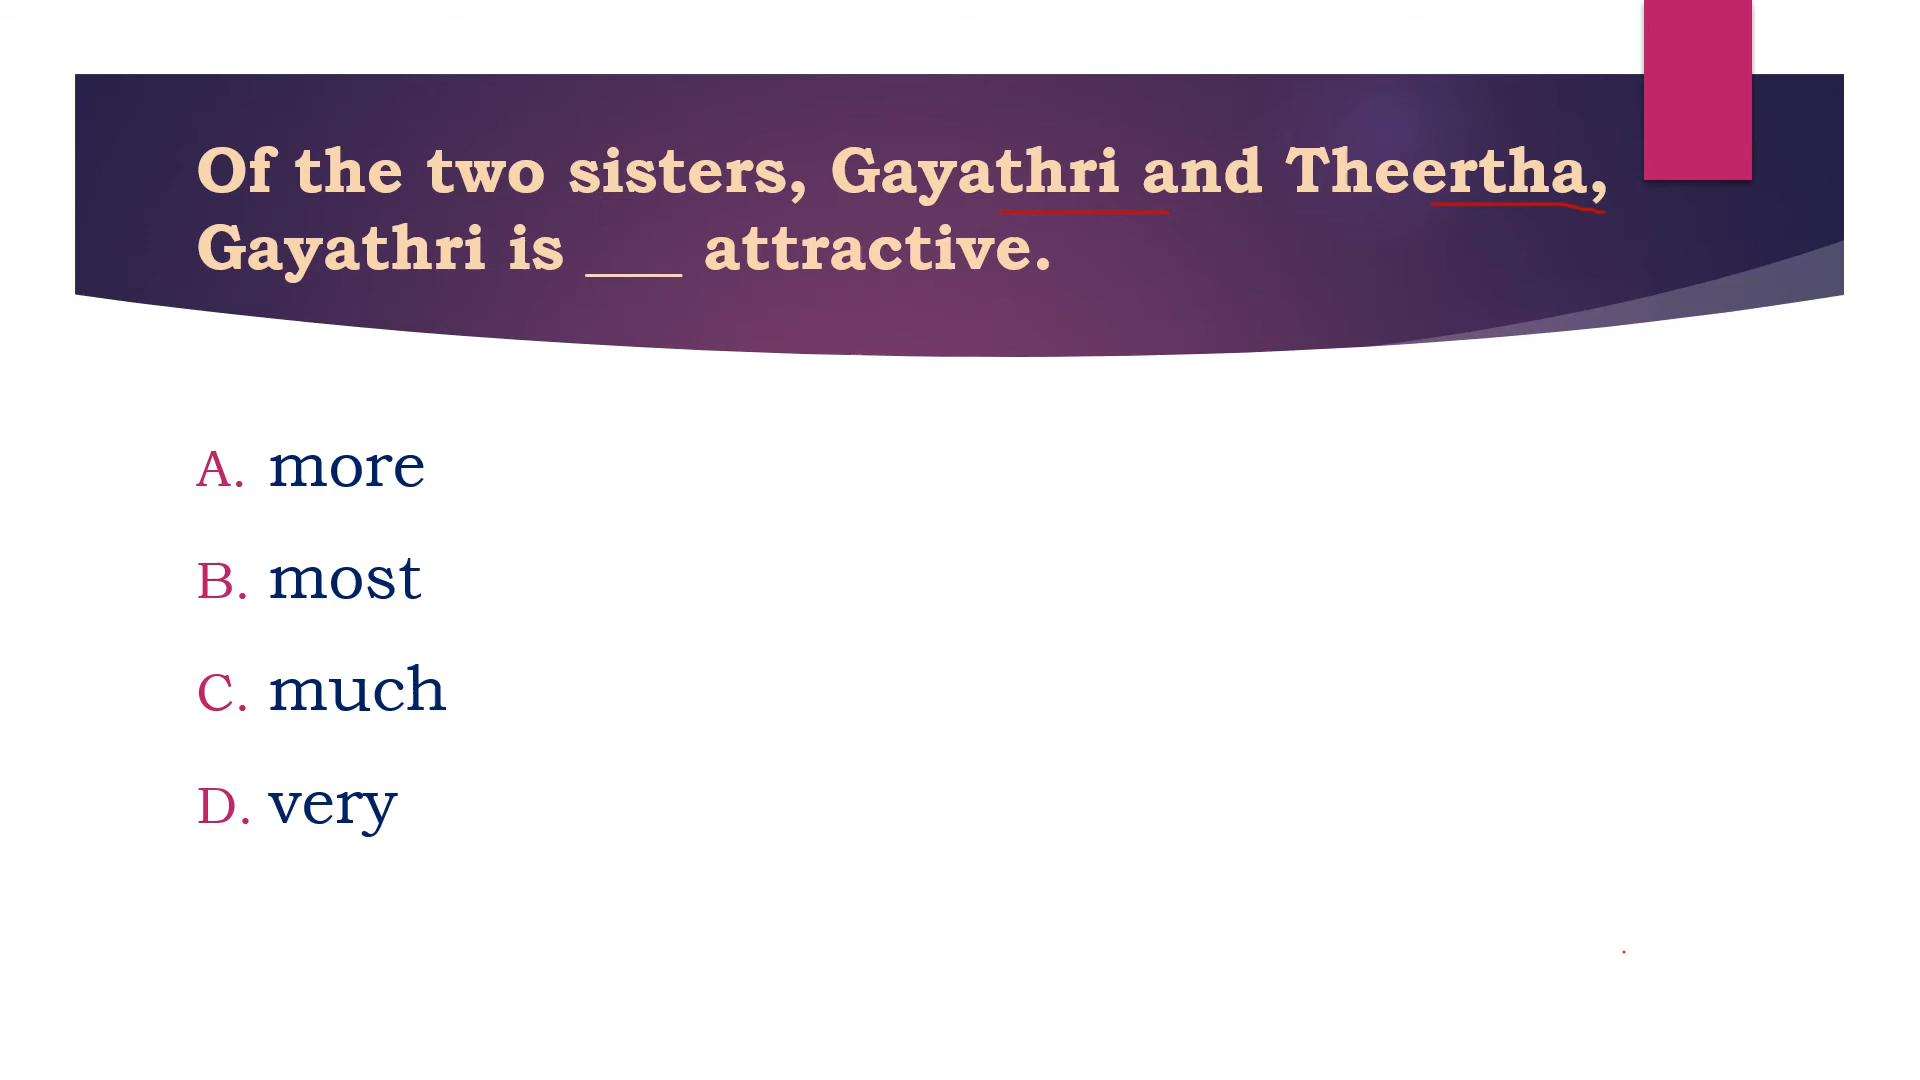 Of the two sisters, Gayathri and Theertha,
Gayathri is ___ attractive.
A. more
B. most
C. much
D. very